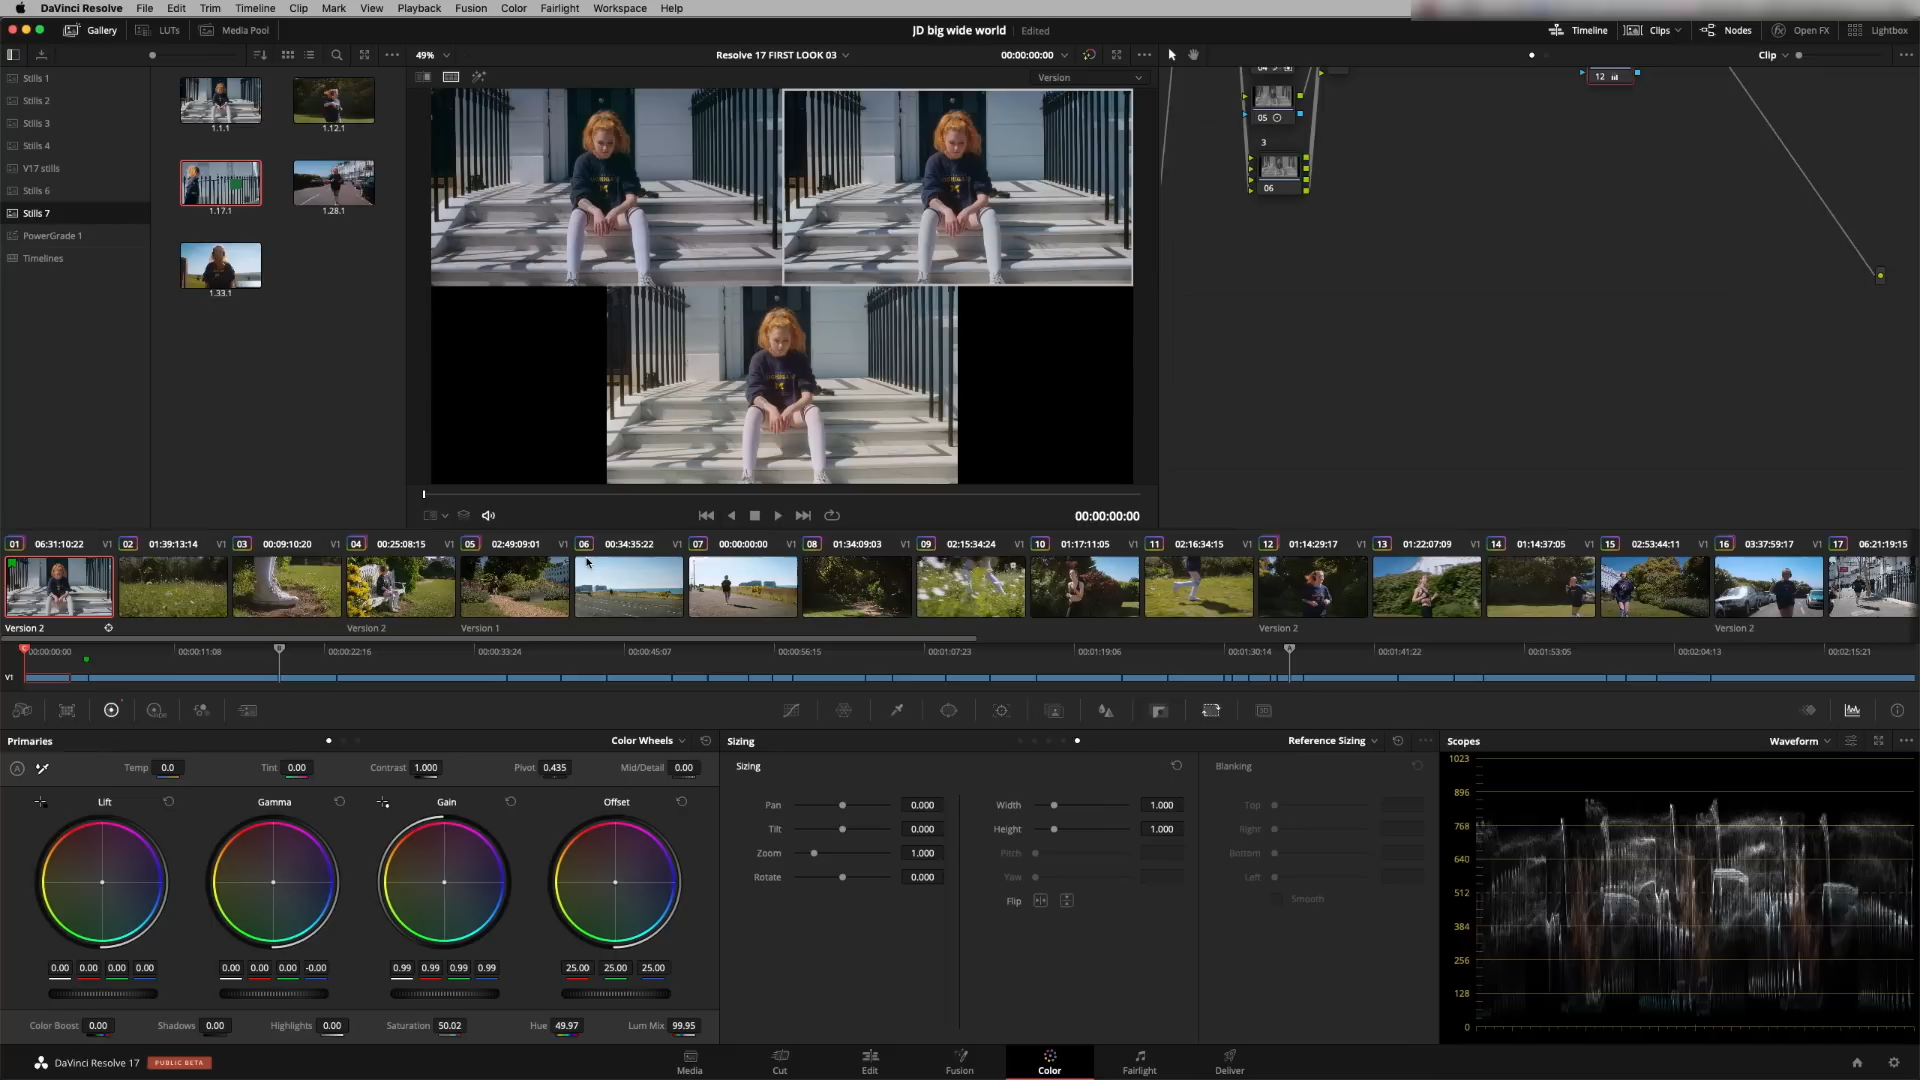 DaVinci Resolve File Edit Trim Timeline Clip Mark View Playback Fusion Color Fairlight Workspace Help
Gallery LUTs Media Pool JD big wide world Edited Timeline Clips Nodes Open FX Lightbox
49% Resolve 17 FIRST LOOK 03 00:00:00:00 Clip
Version
Stills 1
Stills 2
Stills 3
Stills 4
V17 stills
Stills 6
Stills 7
PowerGrade 1
Timelines
1.1.1 1.12.1
1.17.1 1.28.1
1.33.1
12
05
3
06
00:00:00:00
01 06:31:10:22 V1 02 01:39:13:14 V1 03 00:09:10:20 V1 04 00:25:08:15 V1 05 02:49:09:01 V1 06 00:34:35:22 V1 07 00:00:00:00 V1 08 01:34:09:03 V1 09 02:15:34:24 V1 10 01:17:11:05 V1 11 02:16:34:15 V1 12 01:14:29:17 V1 13 01:22:07:09 V1 14 01:14:37:05 V1 15 02:53:44:11 V1 16 03:37:59:17 V1 17 06:21:19:15
Version 2 Version 2 Version 1 Version 2 Version 2
00:00:00:00 00:00:11:08 00:00:22:16 00:00:33:24 00:00:45:07 00:00:56:15 00:01:07:23 00:01:19:06 00:01:30:14 00:01:41:22 00:01:53:05 00:02:04:13 00:02:15:21
V1
Primaries Color Wheels Sizing Reference Sizing Scopes Waveform
Temp 0.0 Tint 0.00 Contrast 1.000 Pivot 0.435 Mid/Detail 0.00
Lift Gamma Gain Offset
0.00 0.00 0.00 0.00 0.00 0.00 0.00 -0.00 0.99 0.99 0.99 0.99 25.00 25.00 25.00
Color Boost 0.00 Shadows 0.00 Highlights 0.00 Saturation 50.02 Hue 49.97 Lum Mix 99.95
Sizing Blanking
Pan 0.000 Width 1.000 Top
Tilt 0.000 Height 1.000 Right
Zoom 1.000 Pitch Bottom
Rotate 0.000 Yaw Left
Flip Smooth
1023
896
768
640
512
384
256
128
0
DaVinci Resolve 17 PUBLIC BETA Media Cut Edit Fusion Color Fairlight Deliver